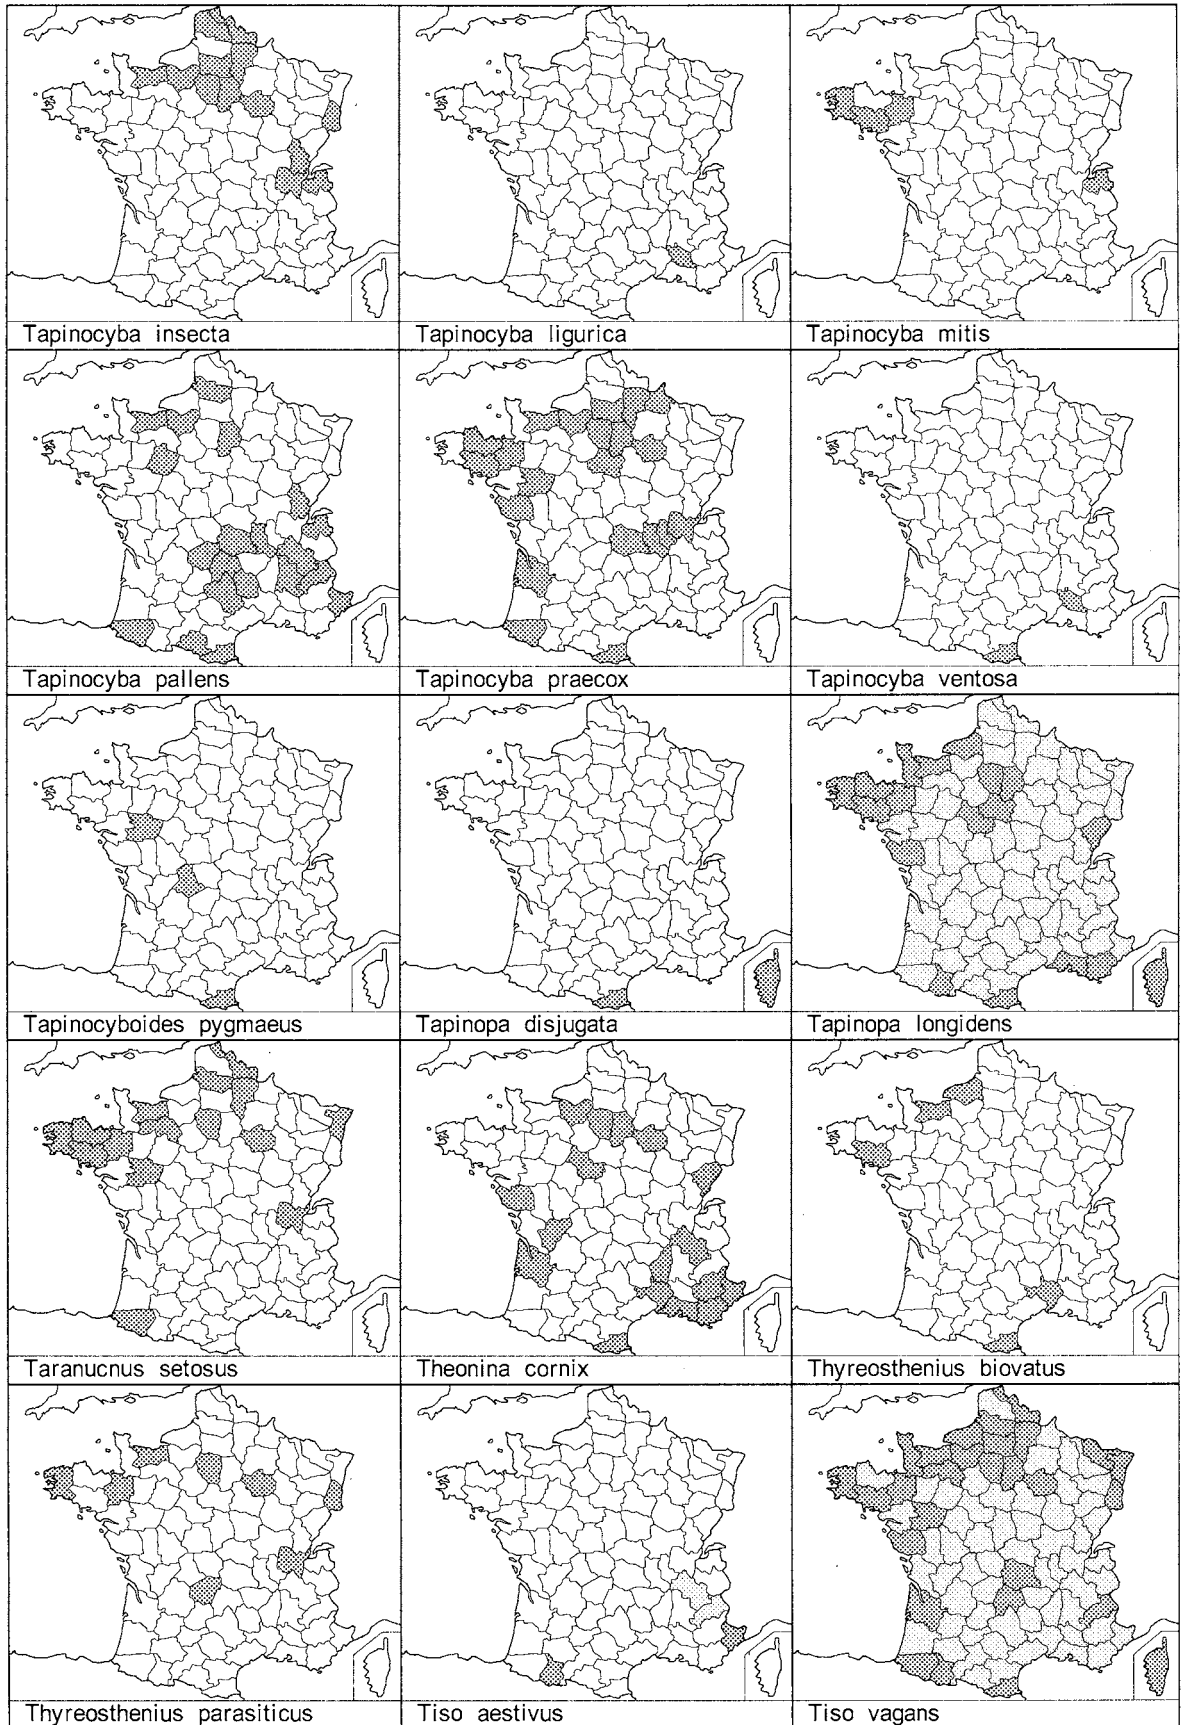 Tapinocyba insecta
Tapinocyba ligurica
Tapinocyba mitis
Tapinocyba pallens
Tapinocyba praecox
Tapinocyba ventosa
Tapinocyboides pygmaeus
Tapinopa disjugata
Tapinopa longidens
Taranucnus setosus
Theonina cornix
Thyreosthenius biovatus
Thyreosthenius parasiticus
Tiso aestivus
Tiso vagans